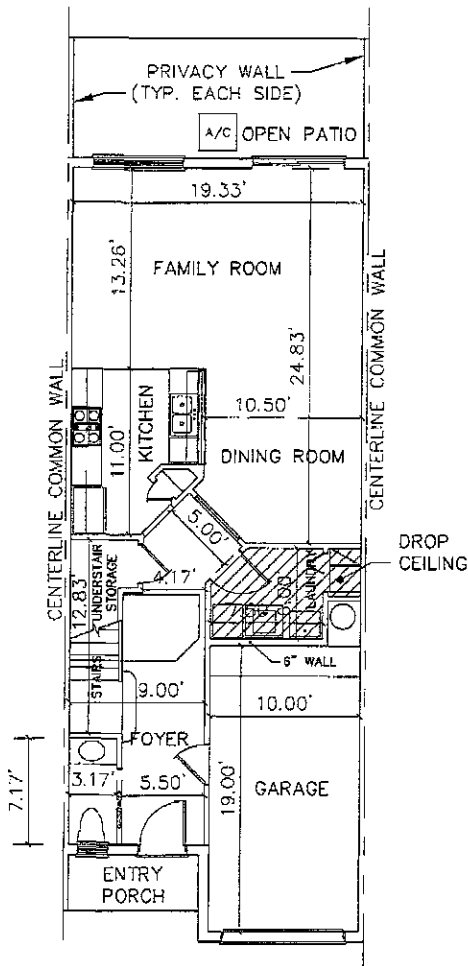 PRIVACY WALL
(TYP. EACH SIDE)
A/C
OPEN PATIO
19.33'
FAMILY ROOM
13.26'
24.83'
CENTERLINE COMMON WALL
CENTERLINE COMMON WALL
KITCHEN
11.00'
10.50'
DINING ROOM
5.00'
DROP
CEILING
UNDERSTAIR
STORAGE
12.83'
4.17'
LAUNDRY
6" WALL
STAIRS
9.00'
10.00'
FOYER
7.17'
3.17'
5.50'
19.00'
GARAGE
ENTRY
PORCH